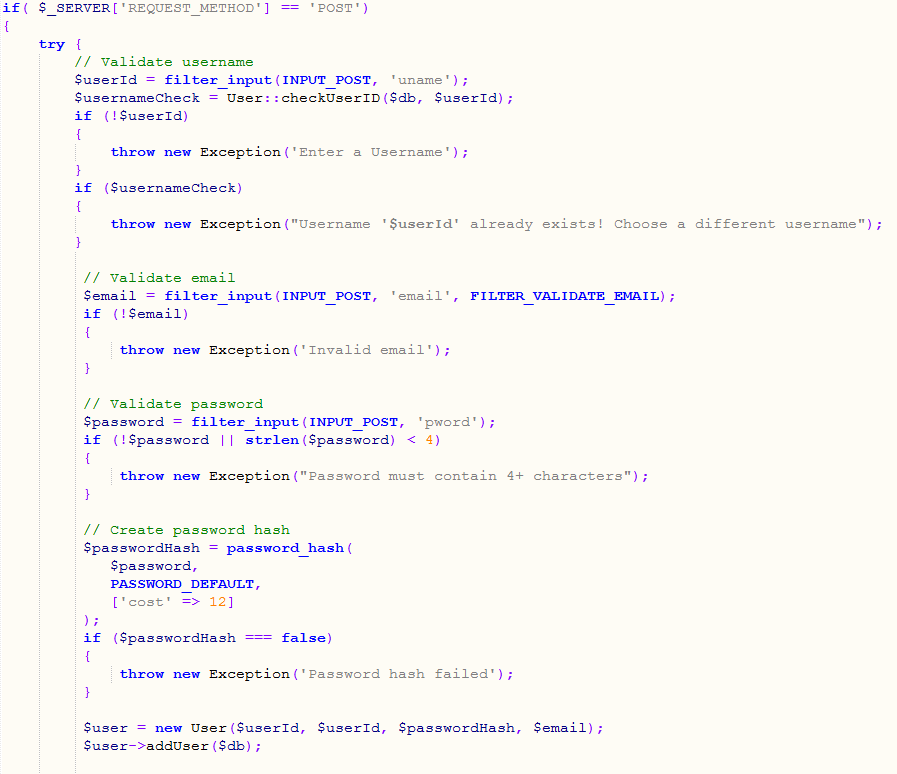 if( $_SERVER['REQUEST_METHOD'] == 'POST')
{
try {
// Validate username
$userId = filter_input(INPUT_POST, 'uname');
$usernameCheck = User::checkUserID($db, $userId);
if (!$userId)
{
throw new Exception('Enter a Username');
}
if ($usernameCheck)
{
throw new Exception("Username '$userId' already exists! Choose a different username");
}
// Validate email
$email = filter_input(INPUT_POST, 'email', FILTER_VALIDATE_EMAIL);
if (!$email)
{
throw new Exception('Invalid email');
}
// Validate password
$password = filter_input(INPUT_POST, 'pword');
if (!$password || strlen($password) < 4)
{
throw new Exception("Password must contain 4+ characters");
}
// Create password hash
$passwordHash = password_hash(
$password,
PASSWORD_DEFAULT,
['cost' => 12]
);
if ($passwordHash === false)
{
throw new Exception('Password hash failed');
}
$user = new User($userId, $userId, $passwordHash, $email);
$user->addUser($db);